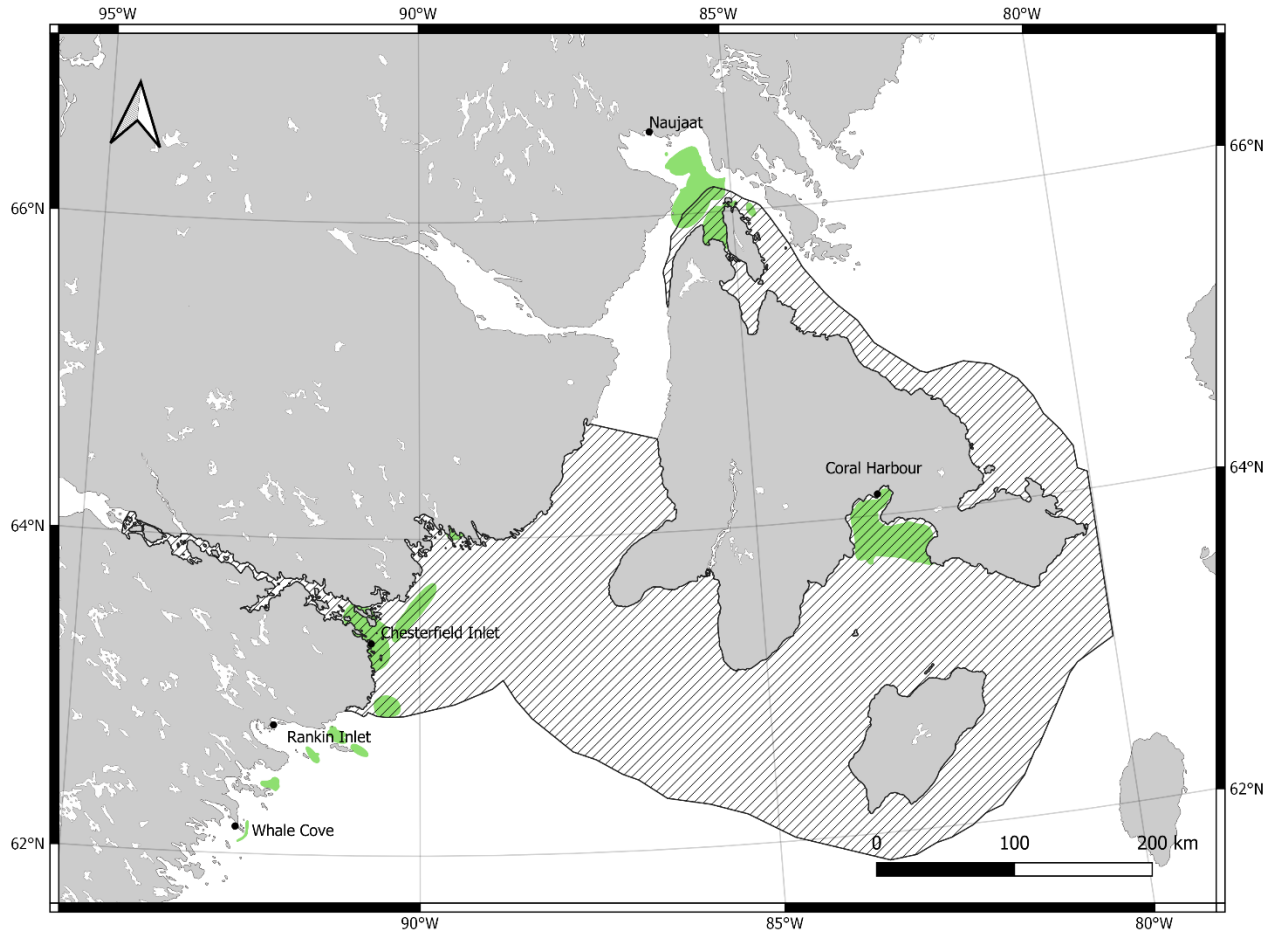 95°W
90°W
85°W
80°W
Naujaat
66°N
66°N
Coral Harbour
64°N
64°N
Chesterfield Inlet
Rankin Inlet
62°N
Whale Cove
62°N
0 100 200 km
90°W
85°W
80°W